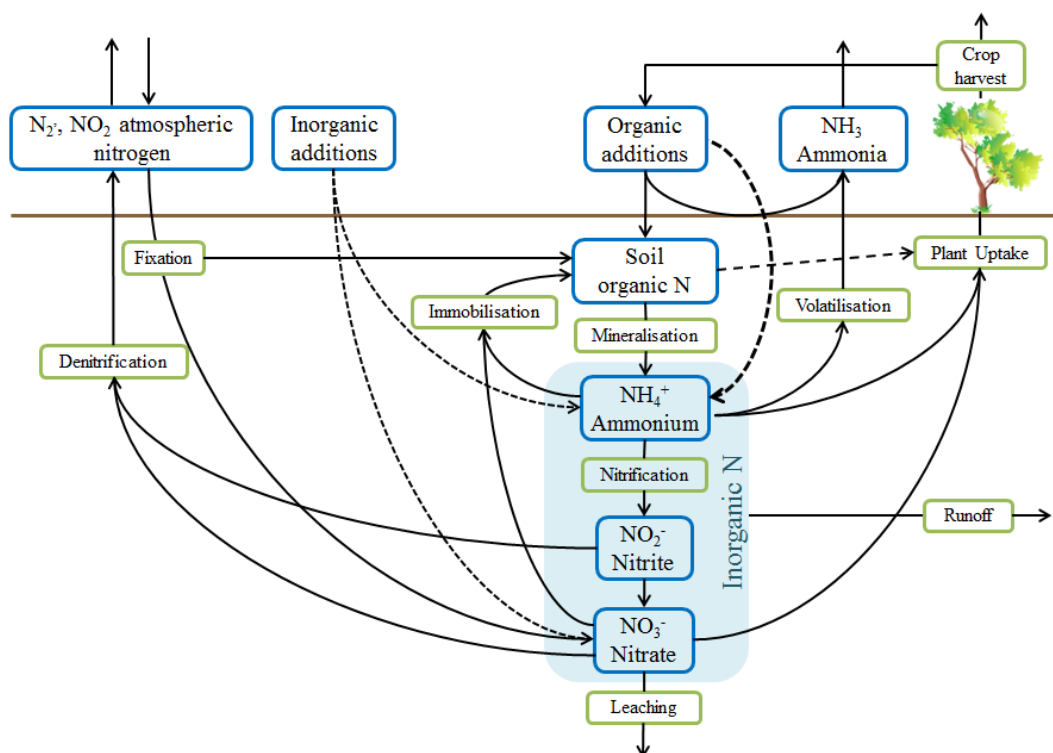 Crop
harvest
N₂, NO₂ atmospheric
nitrogen
Inorganic
additions
Organic
additions
NH₃
Ammonia
Fixation
Soil
organic N
Plant Uptake
Immobilisation
Volatilisation
Mineralisation
Denitrification
NH₄⁺
Ammonium
Nitrification
Inorganic N
NO₂⁻
Nitrite
Runoff
NO₃⁻
Nitrate
Leaching